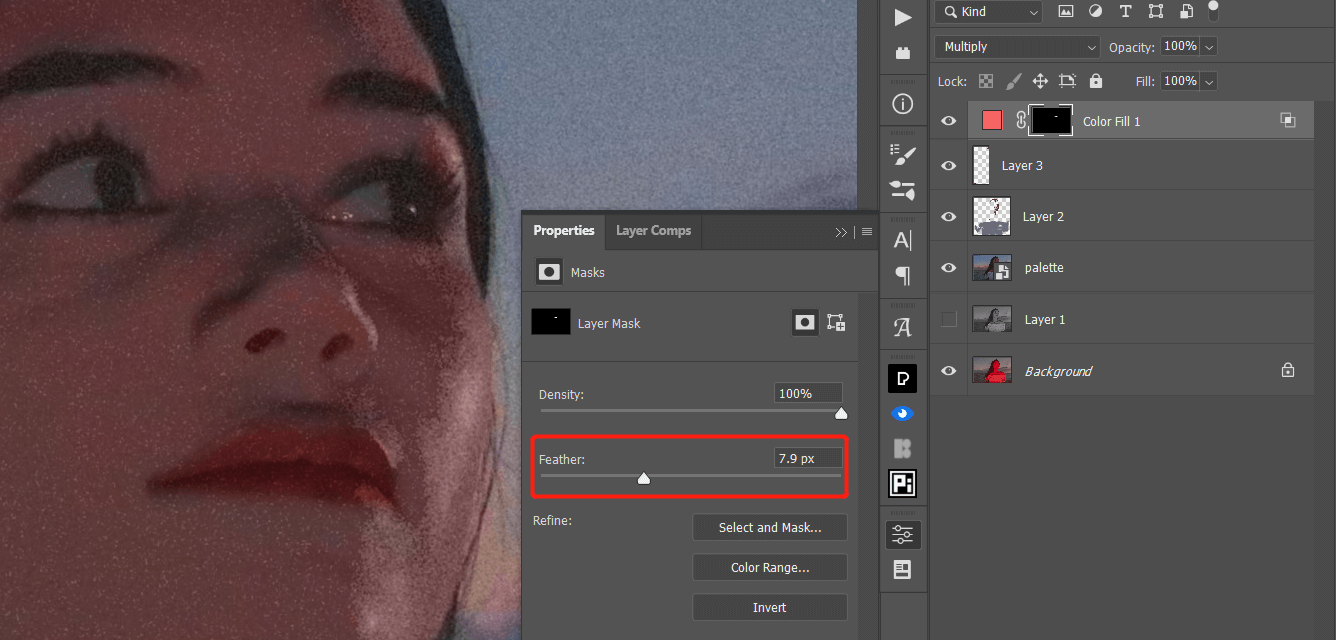 Kind
T
Multiply
Opacity: 100%
Lock:
Fill: 100%
Color Fill 1
Layer 3
Layer 2
palette
Layer 1
Background
Properties
Layer Comps
Masks
Layer Mask
Density: 100%
Feather: 7.9 px
Refine:
Select and Mask...
Color Range...
Invert
A
A
Pi